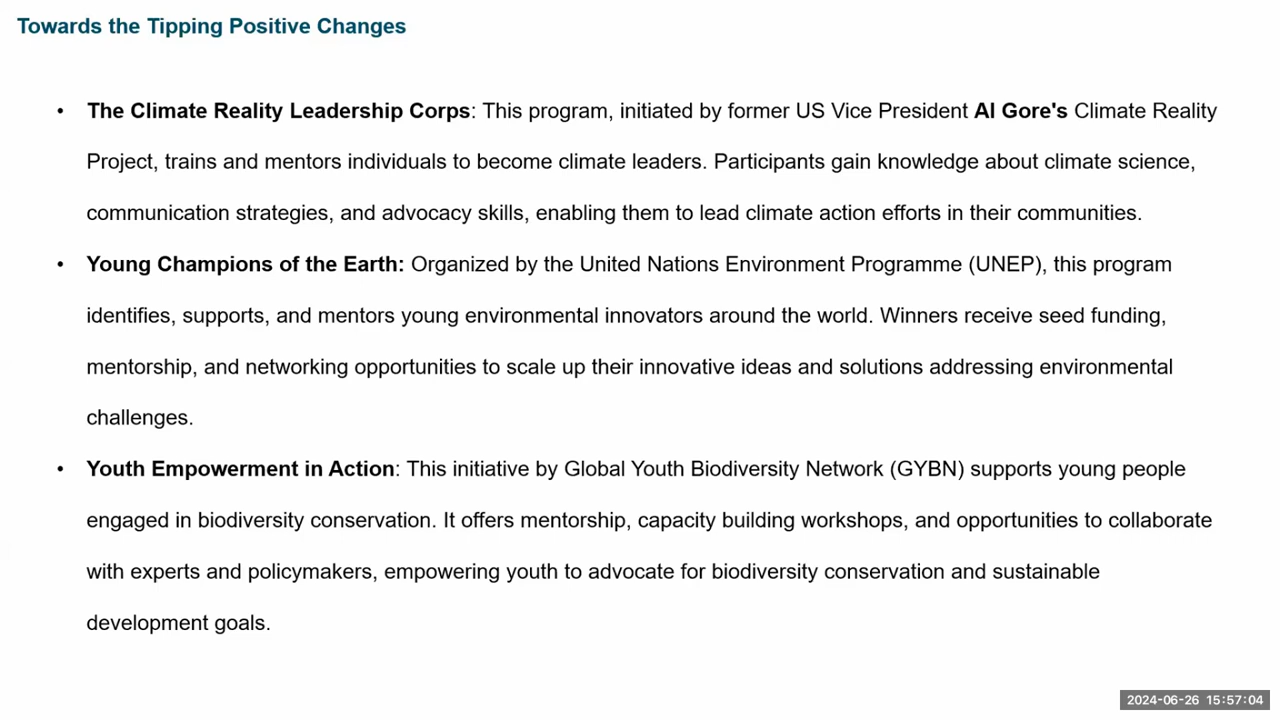 Towards the Tipping Positive Changes
• The Climate Reality Leadership Corps: This program, initiated by former US Vice President Al Gore's Climate Reality
Project, trains and mentors individuals to become climate leaders. Participants gain knowledge about climate science,
communication strategies, and advocacy skills, enabling them to lead climate action efforts in their communities.
• Young Champions of the Earth: Organized by the United Nations Environment Programme (UNEP), this program
identifies, supports, and mentors young environmental innovators around the world. Winners receive seed funding,
mentorship, and networking opportunities to scale up their innovative ideas and solutions addressing environmental
challenges.
• Youth Empowerment in Action: This initiative by Global Youth Biodiversity Network (GYBN) supports young people
engaged in biodiversity conservation. It offers mentorship, capacity building workshops, and opportunities to collaborate
with experts and policymakers, empowering youth to advocate for biodiversity conservation and sustainable
development goals.
2024-06-26 15:57:04